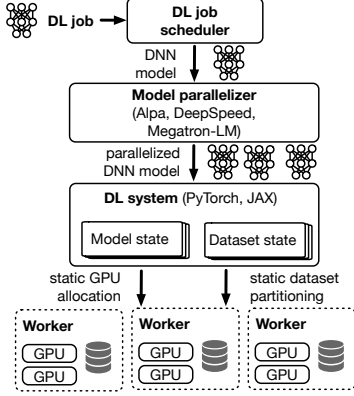 DL job
DL job
scheduler
DNN
model
Model parallelizer
(Alpa, DeepSpeed,
Megatron-LM)
parallelized
DNN model
DL system (PyTorch, JAX)
Model state
Dataset state
static GPU
allocation
static dataset
partitioning
Worker
GPU
GPU
Worker
GPU
GPU
Worker
GPU
GPU